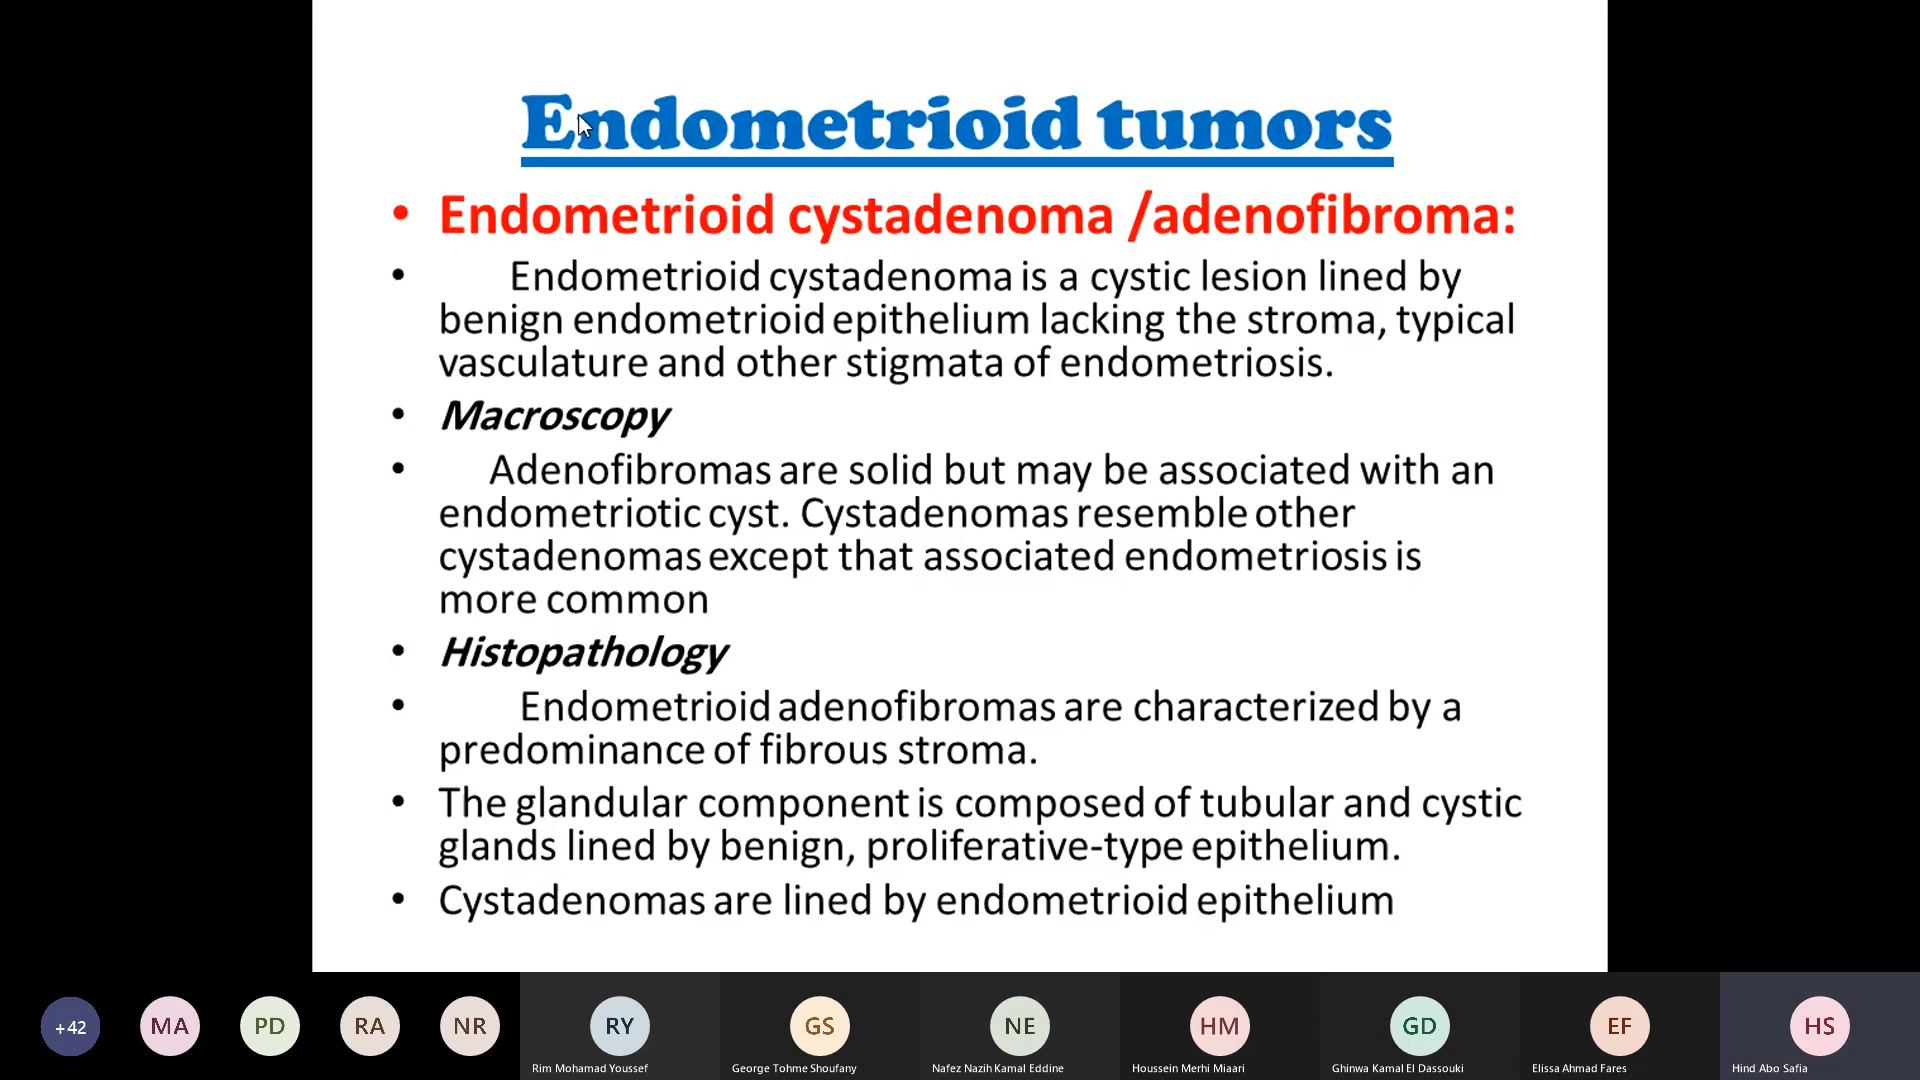 Endometrioid tumors
• Endometrioid cystadenoma /adenofibroma:
• Endometrioid cystadenoma is a cystic lesion lined by
benign endometrioid epithelium lacking the stroma, typical
vasculature and other stigmata of endometriosis.
• Macroscopy
• Adenofibromas are solid but may be associated with an
endometriotic cyst. Cystadenomas resemble other
cystadenomas except that associated endometriosis is
more common
• Histopathology
• Endometrioid adenofibromas are characterized by a
predominance of fibrous stroma.
• The glandular component is composed of tubular and cystic
glands lined by benign, proliferative-type epithelium.
• Cystadenomas are lined by endometrioid epithelium
+42 MA PD RA NR RY GS NE HM GD EF HS
Rim Mohamad Youssef George Tohme Shoufany Nafez Nazih Kamal Eddine Houssein Merhi Miaari Ghinwa Kamal El Dassouki Elissa Ahmad Fares Hind Abo Safia